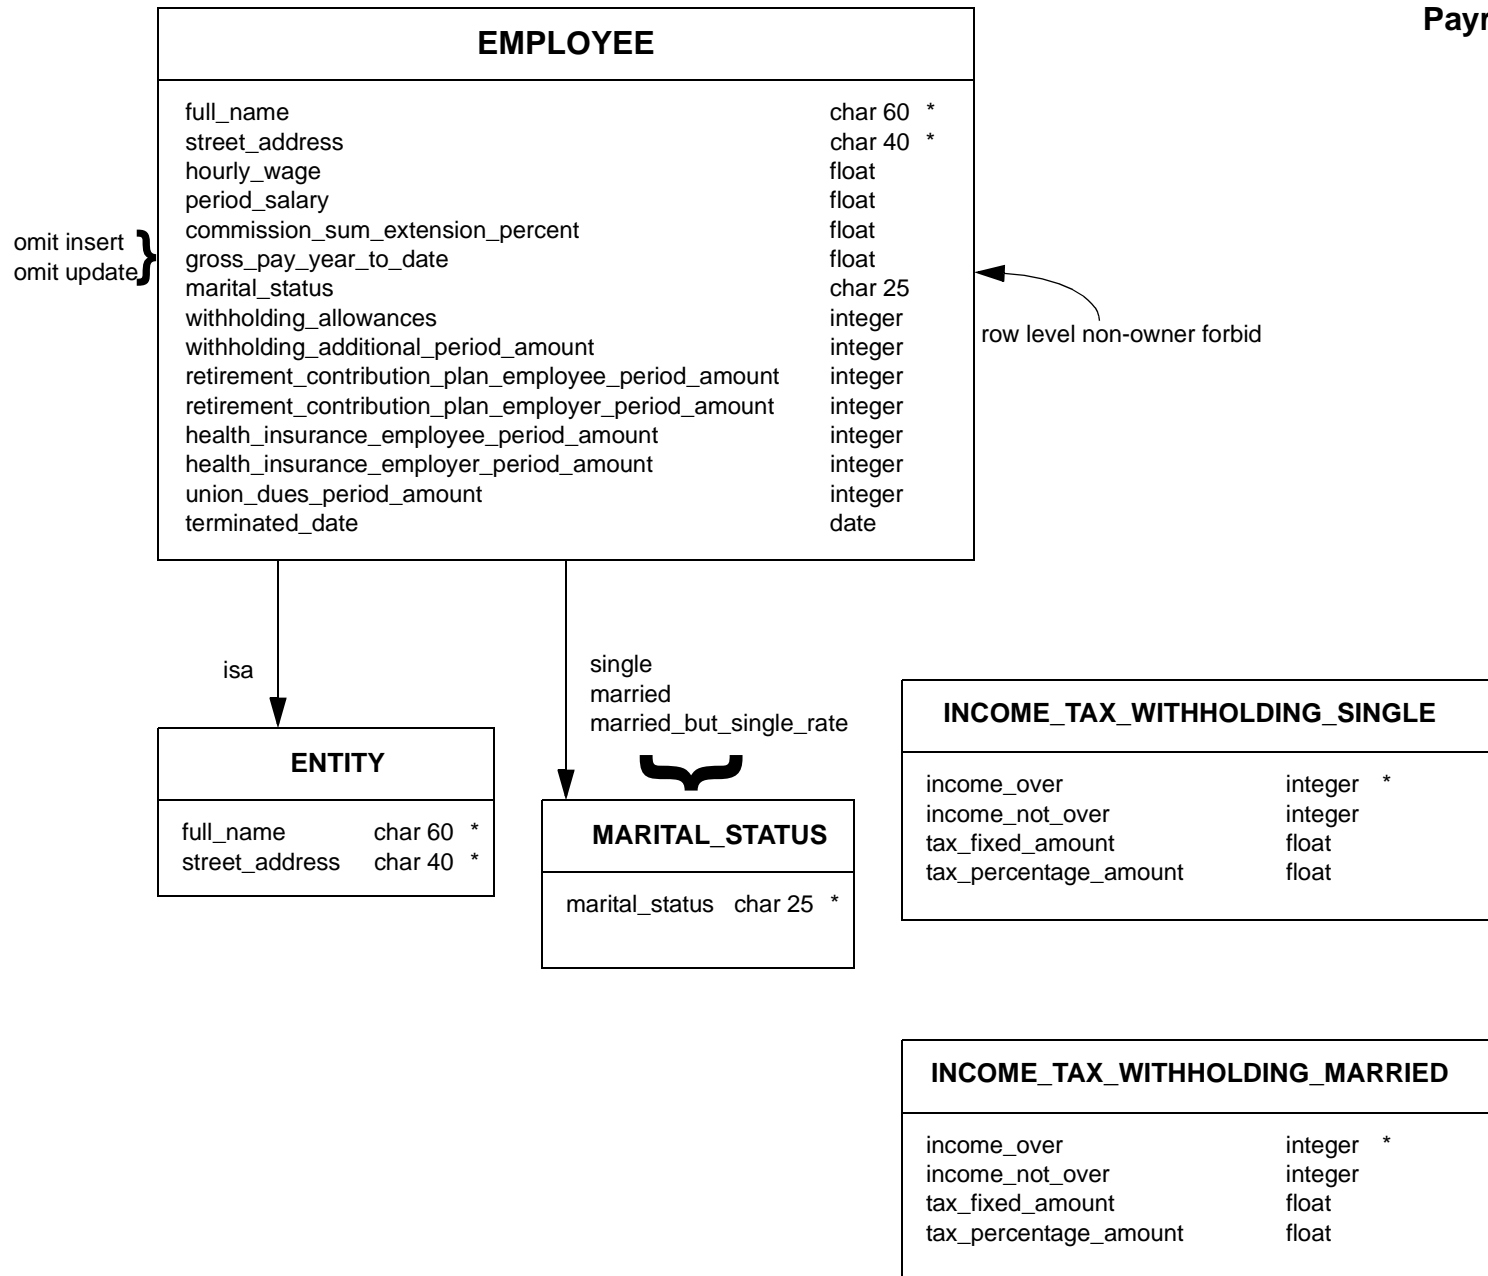 Payr
EMPLOYEE
full_name char 60 *
street_address char 40 *
hourly_wage float
period_salary float
commission_sum_extension_percent float
gross_pay_year_to_date float
marital_status char 25
withholding_allowances integer
withholding_additional_period_amount integer
retirement_contribution_plan_employee_period_amount integer
retirement_contribution_plan_employer_period_amount integer
health_insurance_employee_period_amount integer
health_insurance_employer_period_amount integer
union_dues_period_amount integer
terminated_date date
omit insert
omit update
row level non-owner forbid
isa
single
married
married_but_single_rate
ENTITY
full_name char 60 *
street_address char 40 *
MARITAL_STATUS
marital_status char 25 *
INCOME_TAX_WITHHOLDING_SINGLE
income_over integer *
income_not_over integer
tax_fixed_amount float
tax_percentage_amount float
INCOME_TAX_WITHHOLDING_MARRIED
income_over integer *
income_not_over integer
tax_fixed_amount float
tax_percentage_amount float